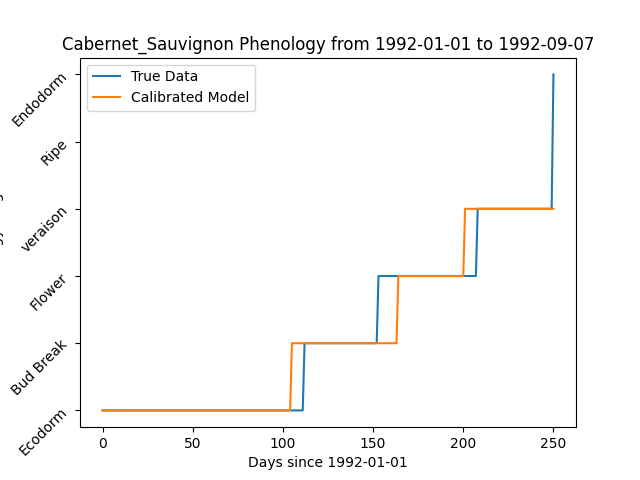 Cabernet_Sauvignon Phenology from 1992-01-01 to 1992-09-07
True Data
Calibrated Model
Endodorm
Ripe
veraison
Flower
Bud Break
Ecodorm
0 50 100 150 200 250
Days since 1992-01-01